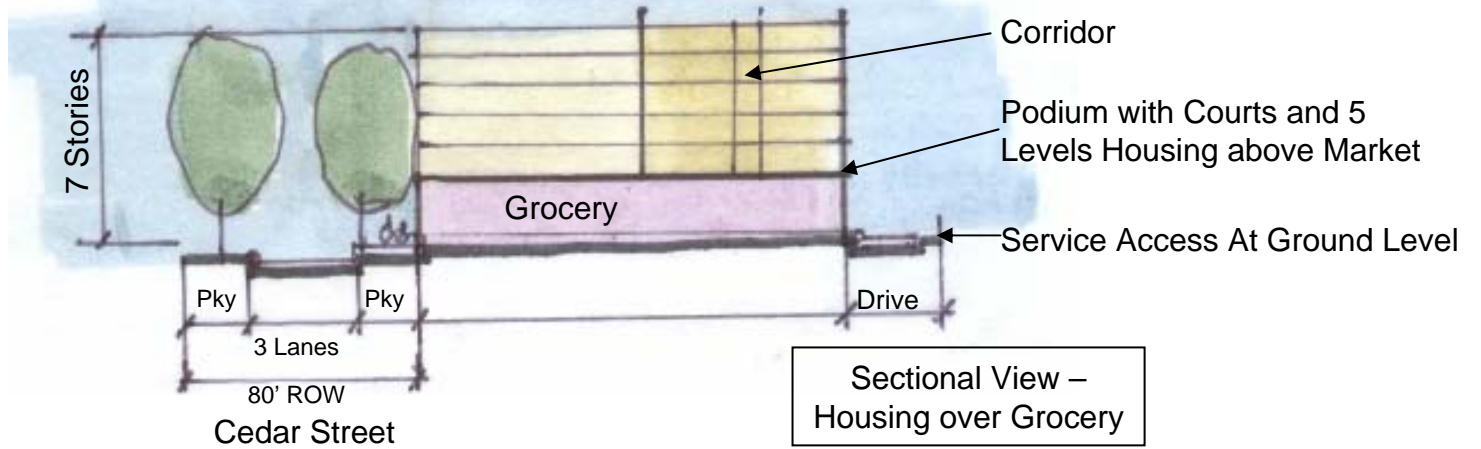 7 Stories
Corridor
Podium with Courts and 5
Levels Housing above Market
Grocery
Service Access At Ground Level
Pky
Pky
Drive
3 Lanes
80’ ROW
Cedar Street
Sectional View –
Housing over Grocery